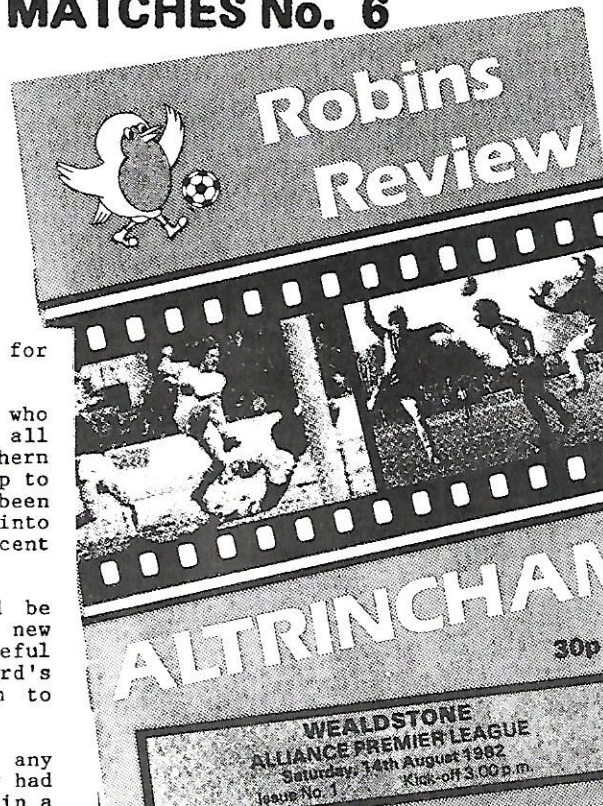 MATCHES No. 6
Robins
Review
for
who
all
hern
p to
been
into
cent
be
new
eful
rd's
to
any
had
in a
ALTRINCHAM
30p
WEALDSTONE
ALLIANCE PREMIER LEAGUE
Saturday, 14th August 1982
Issue No. 1 Kick-off 3.00 p.m.